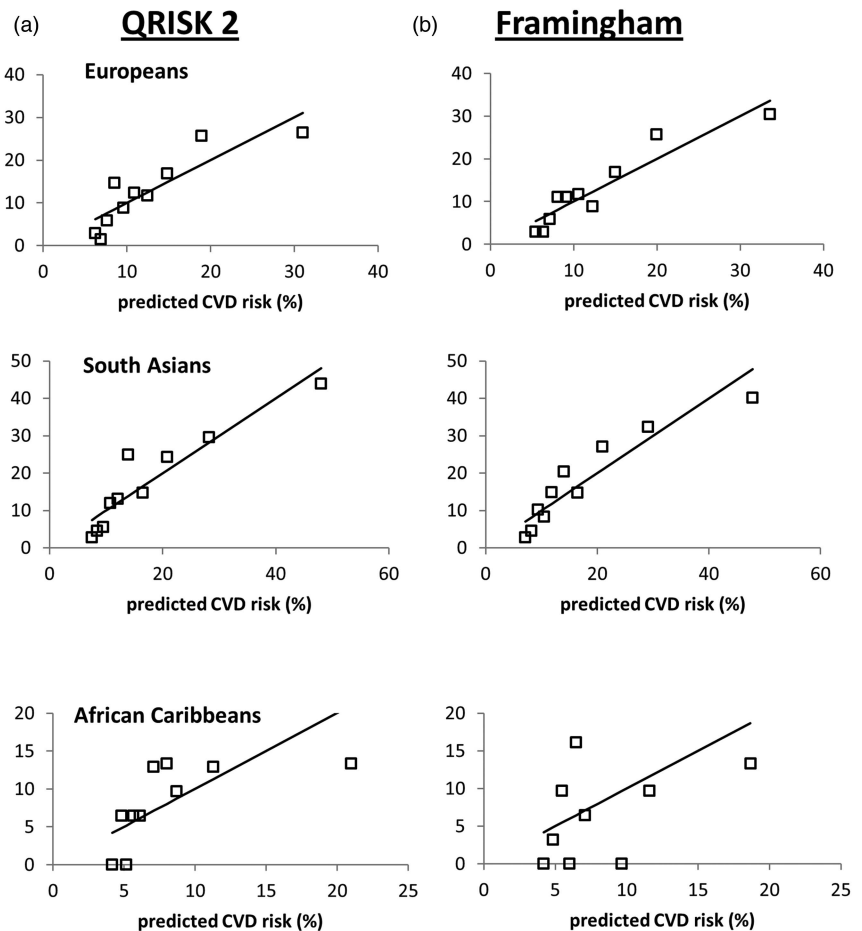 (a) QRISK 2 (b) Framingham
Europeans
40 40
30 30
20 20
10 10
0 0
0 10 20 30 40 0 10 20 30 40
predicted CVD risk (%) predicted CVD risk (%)
South Asians
50 50
40 40
30 30
20 20
10 10
0 0
0 20 40 60 0 20 40 60
predicted CVD risk (%) predicted CVD risk (%)
African Caribbeans
20 20
15 15
10 10
5 5
0 0
0 5 10 15 20 25 0 5 10 15 20 25
predicted CVD risk (%) predicted CVD risk (%)